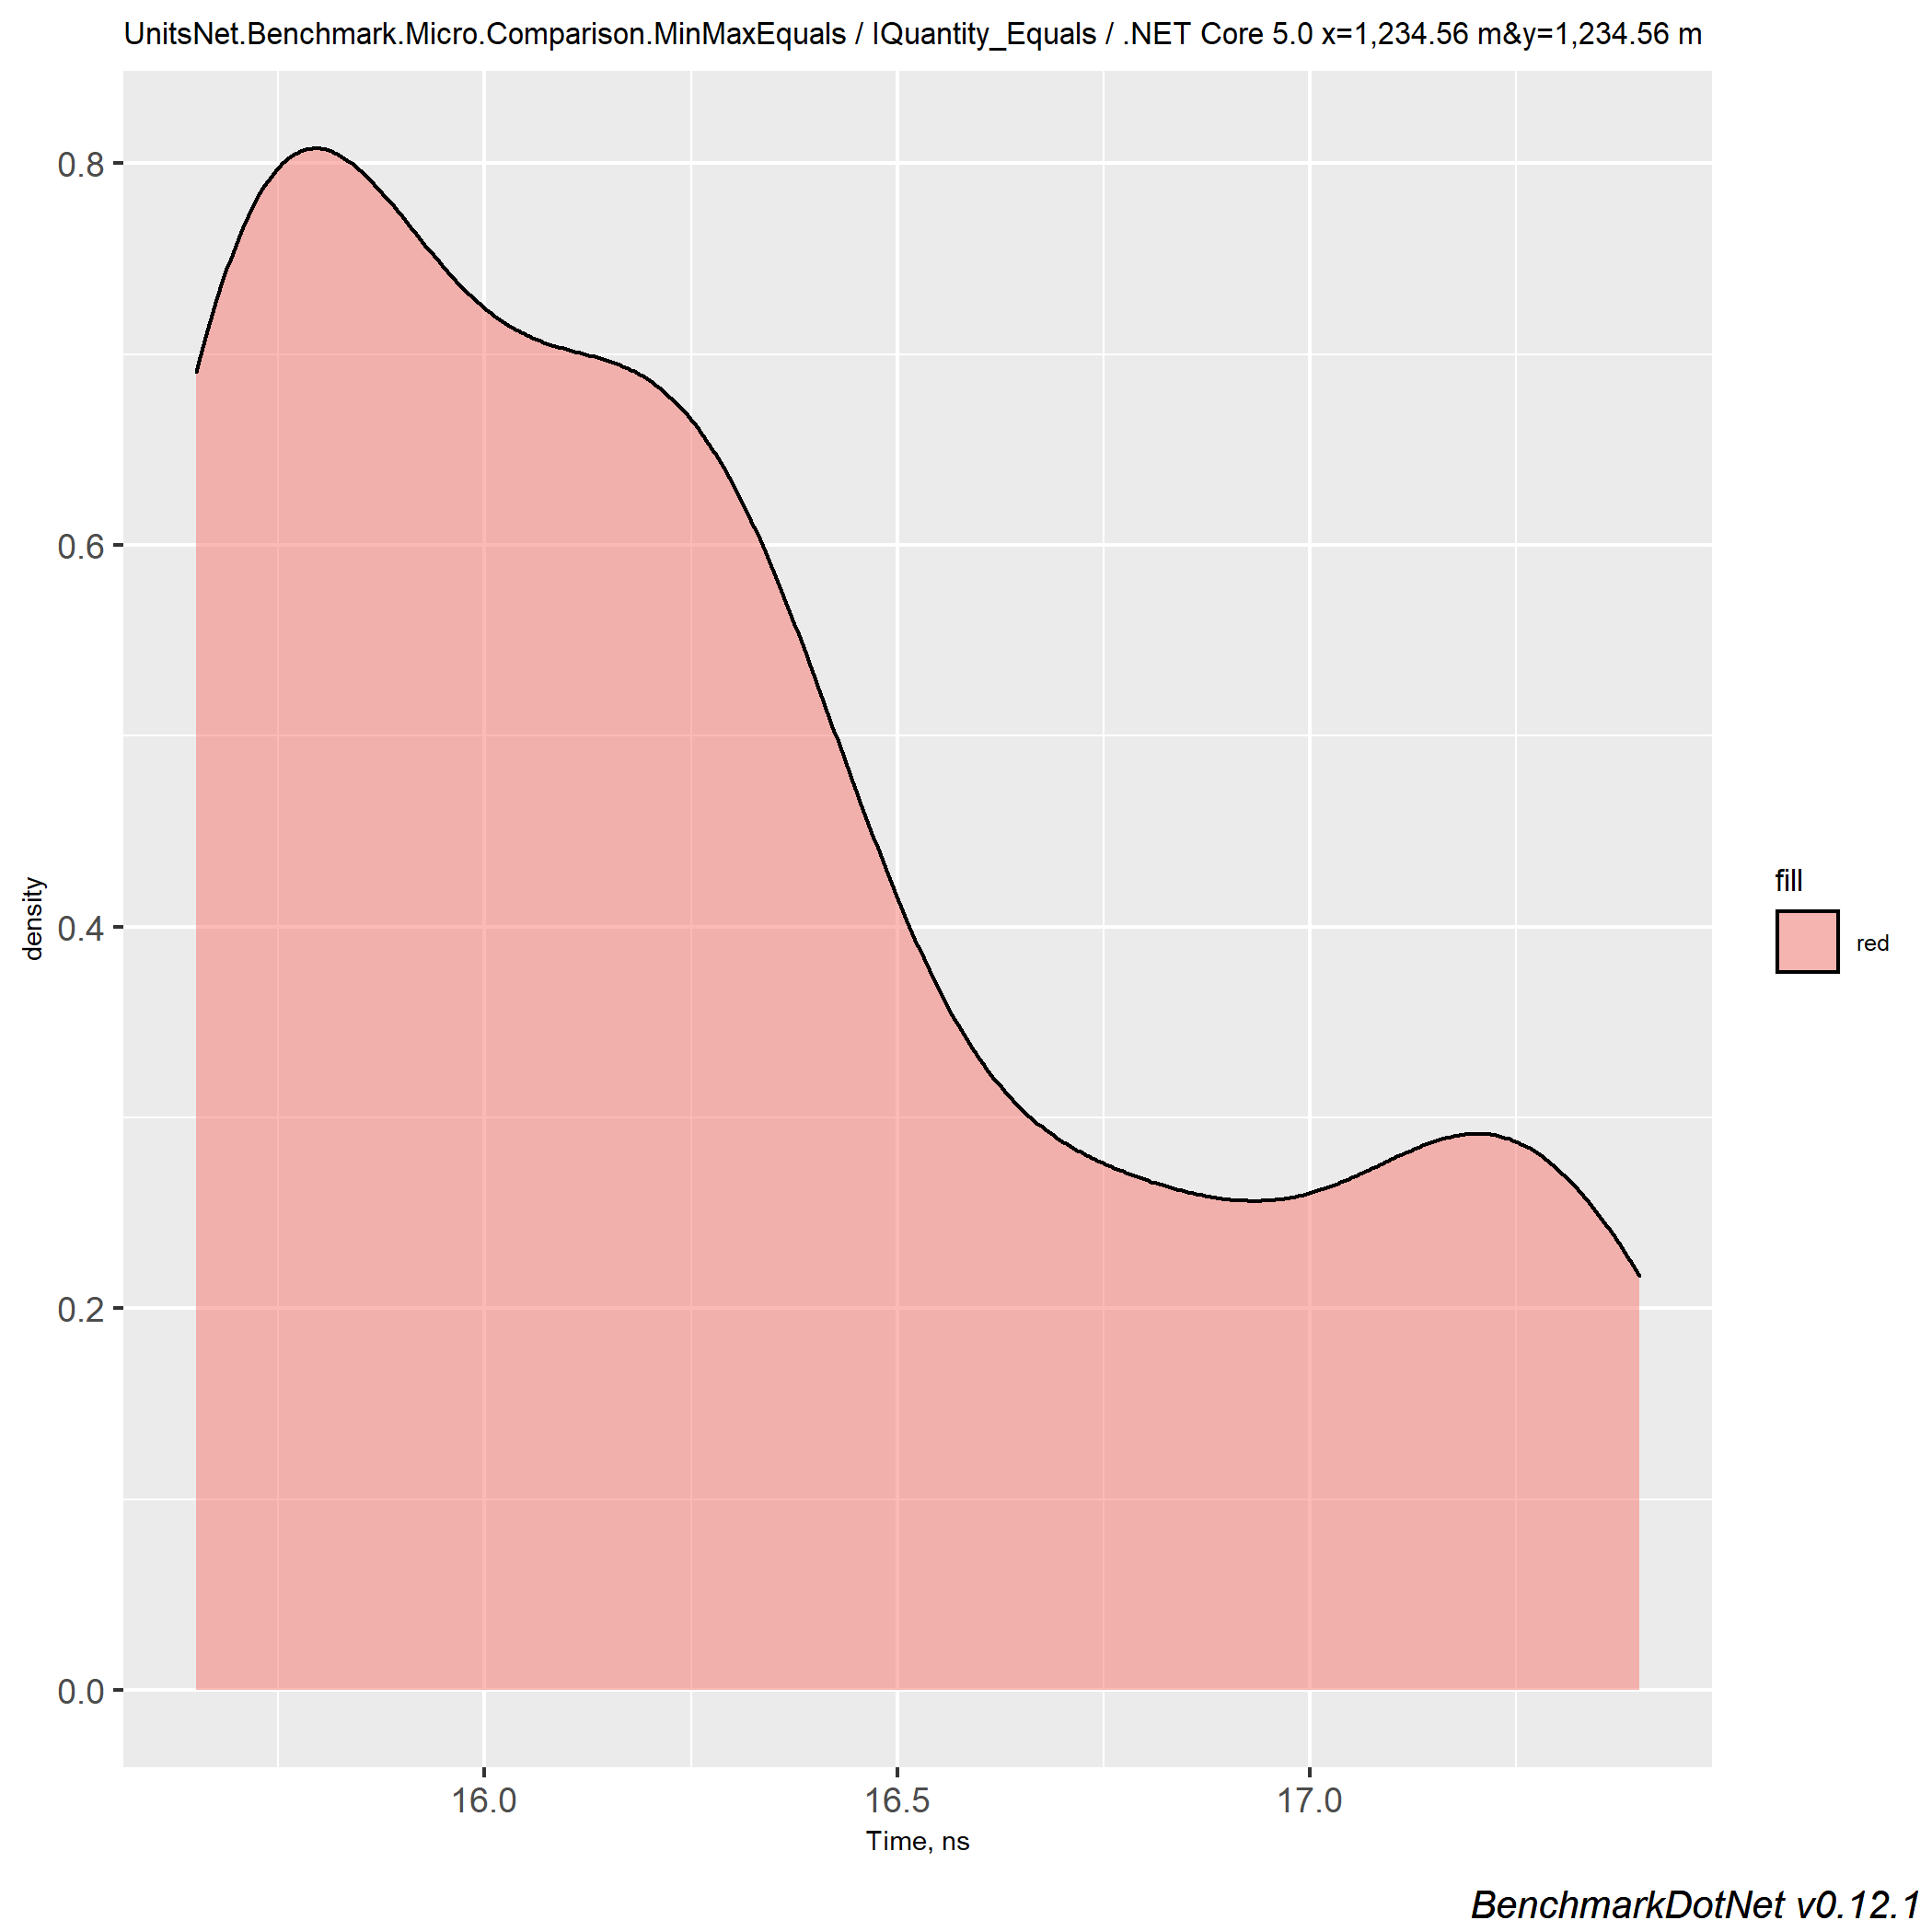 UnitsNet.Benchmark.Micro.Comparison.MinMaxEquals / IQuantity_Equals / .NET Core 5.0 x=1,234.56 m&y=1,234.56 m
0.8
0.6
0.4
0.2
0.0
density
16.0
16.5
17.0
Time, ns
fill
red
BenchmarkDotNet v0.12.1